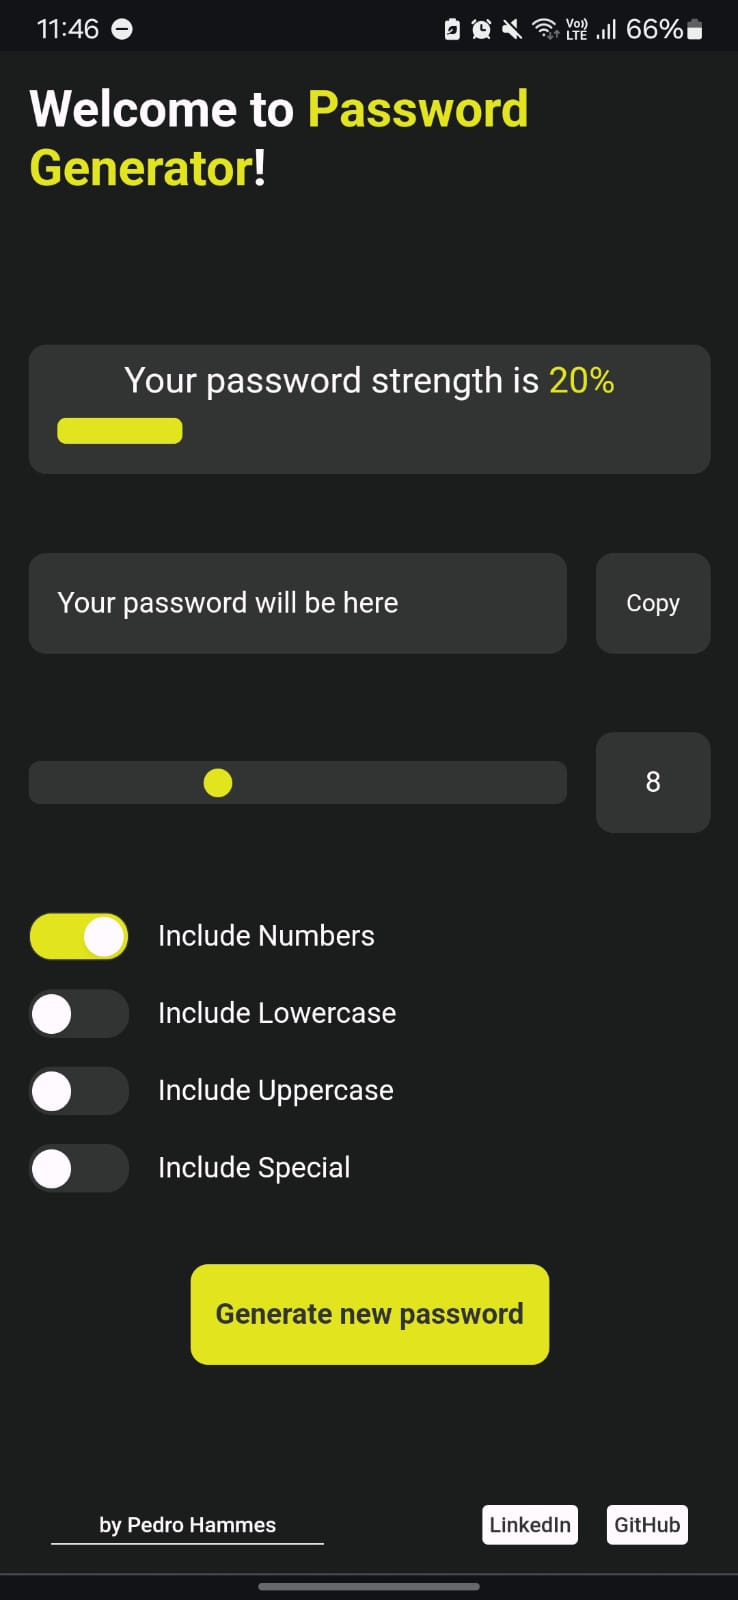 11:46 Vo)) LTE 66%
Welcome to Password
Generator!
Your password strength is 20%
Your password will be here
Copy
8
Include Numbers
Include Lowercase
Include Uppercase
Include Special
Generate new password
by Pedro Hammes
LinkedIn
GitHub